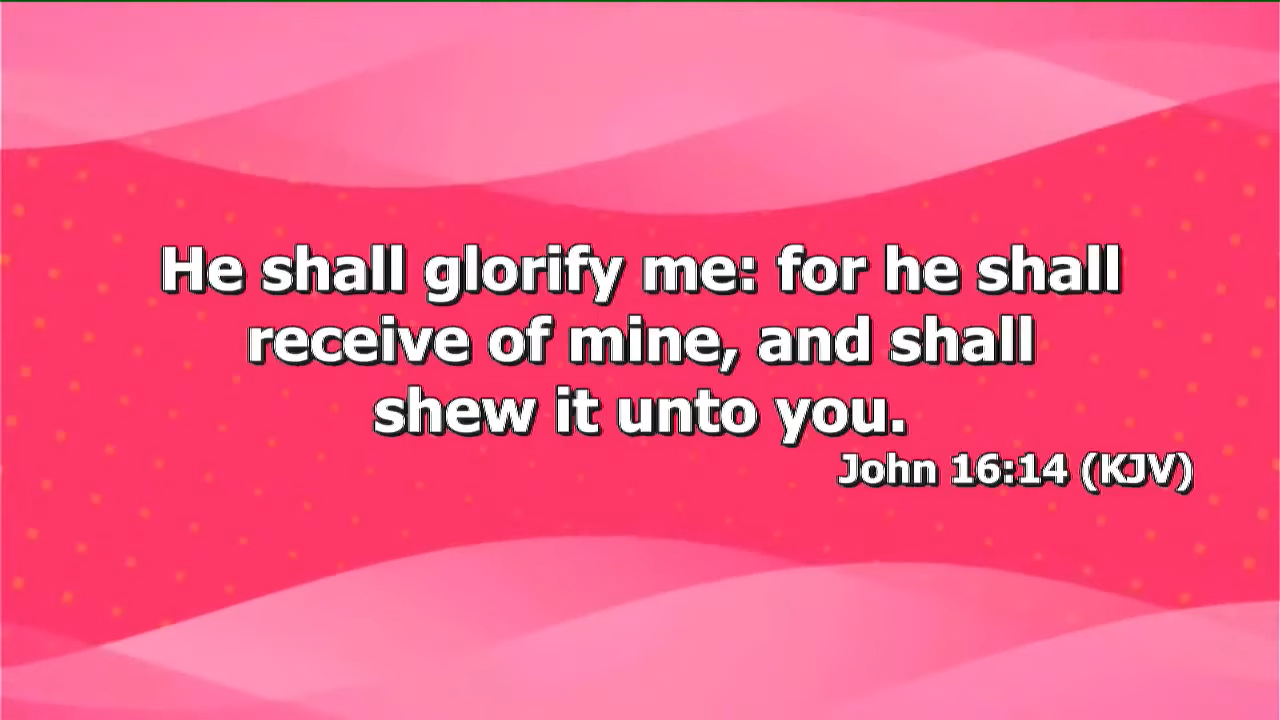 He shall glorify me: for he shall
receive of mine, and shall
shew it unto you.
John 16:14 (KJV)